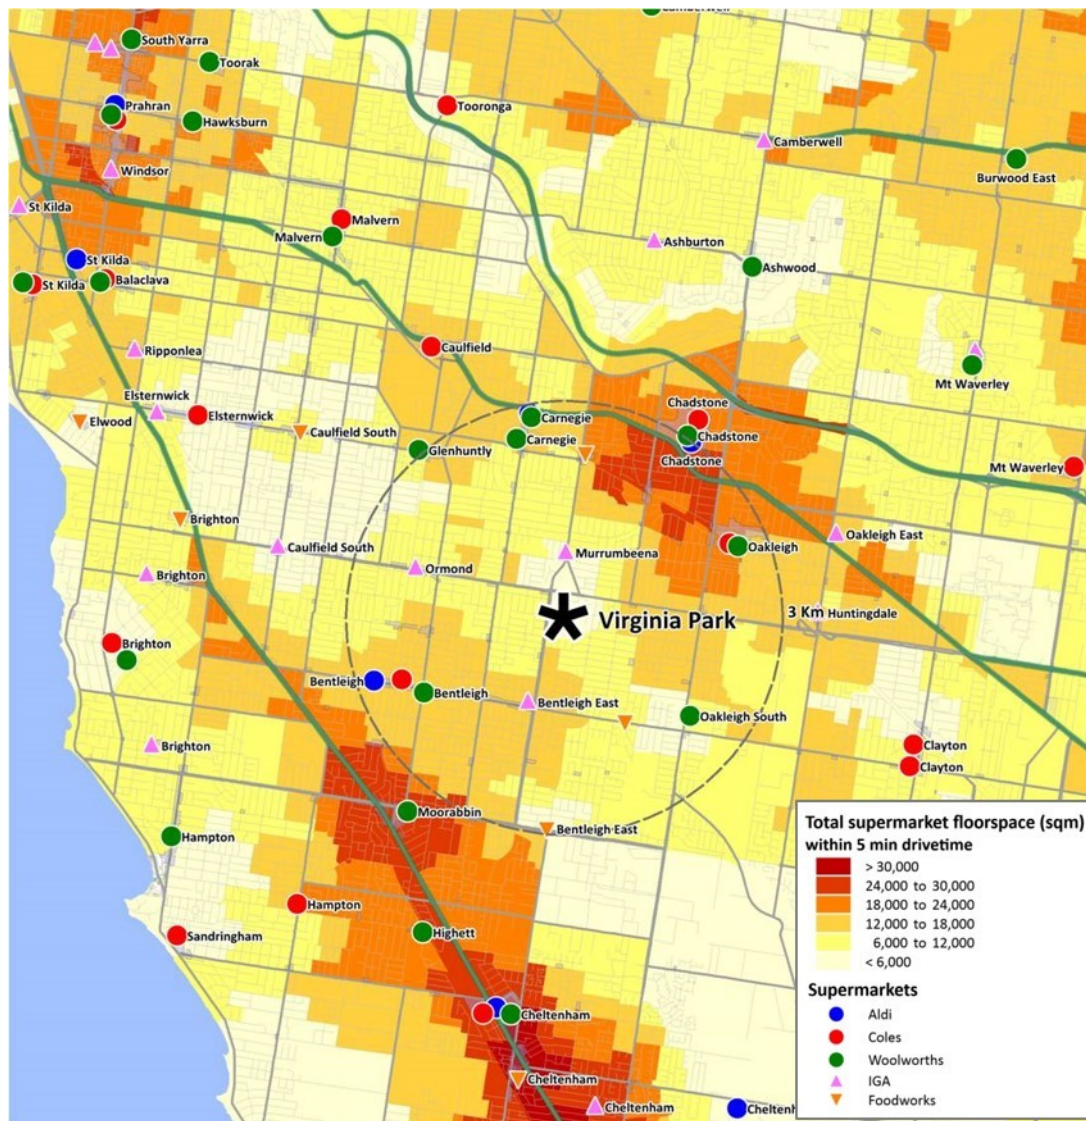 Camberwell
South Yarra
Toorak
Prahran
Tooronga
Hawksburn
Camberwell
Burwood East
Windsor
St Kilda
Malvern
Malvern
Ashburton
St Kilda
Ashwood
St Kilda
Balaclava
Ripponlea
Caulfield
Mt Waverley
Elsternwick
Elwood
Elsternwick
Caulfield South
Carnegie
Chadstone
Carnegie
Chadstone
Glenhuntly
Chadstone
Mt Waverley
Brighton
Caulfield South
Murrumbeena
Oakleigh
Oakleigh East
Brighton
Ormond
Virginia Park
3 Km
Huntingdale
Brighton
Bentleigh
Bentleigh
Bentleigh East
Oakleigh South
Brighton
Clayton
Clayton
Hampton
Moorabbin
Bentleigh East
Hampton
Sandringham
Highett
Cheltenham
Cheltenham
Cheltenham
Total supermarket floorspace (sqm)
within 5 min drivetime
> 30,000
24,000 to 30,000
18,000 to 24,000
12,000 to 18,000
6,000 to 12,000
< 6,000
Supermarkets
Aldi
Coles
Woolworths
IGA
Foodworks